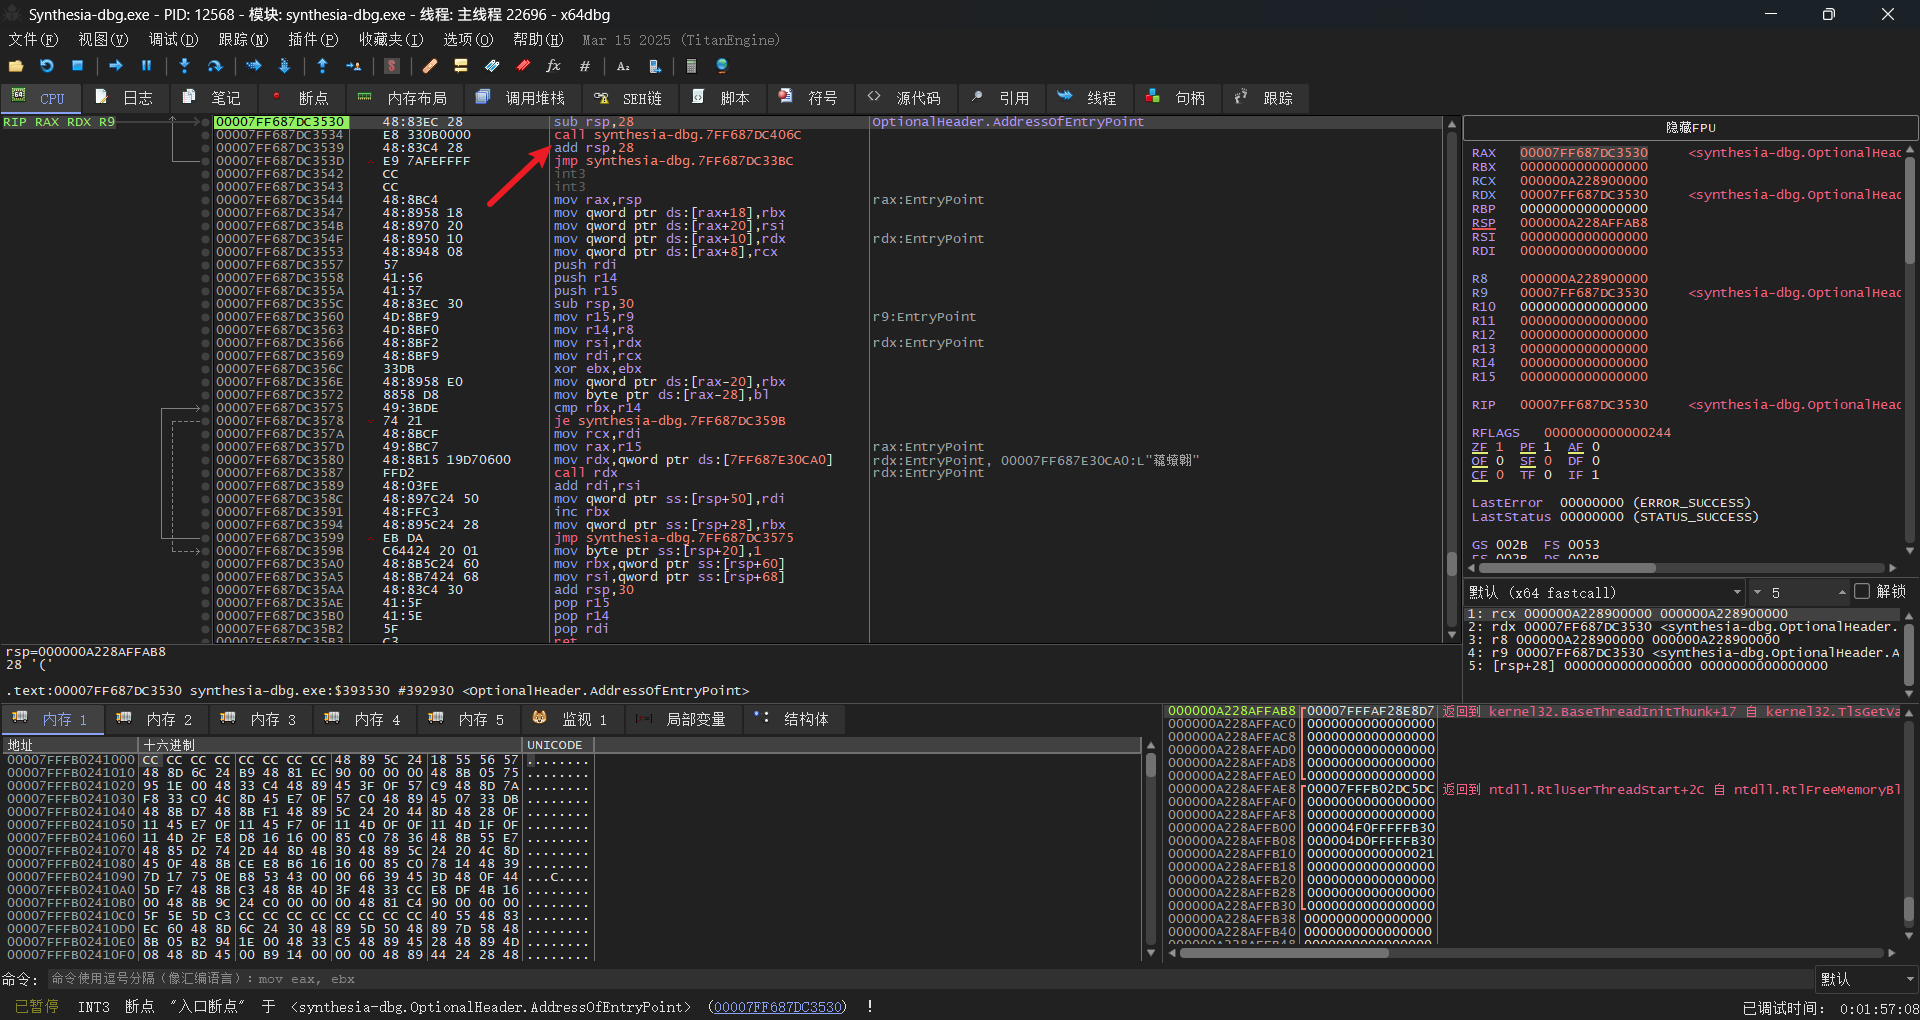 Synthesia-dbg.exe - PID: 12568 - 模块: synthesia-dbg.exe - 线程: 主线程 22696 - x64dbg
文件(F) 视图(V) 调试(D) 跟踪(N) 插件(P) 收藏夹(I) 选项(O) 帮助(H) Mar 15 2025 (TitanEngine)
CPU 日志 笔记 断点 内存布局 调用堆栈 SEH链 脚本 符号 源代码 引用 线程 句柄 跟踪
RIP RAX RDX R9
00007FF687DC3530 48:83EC 28 sub rsp,28 OptionalHeader.AddressOfEntryPoint
00007FF687DC3534 E8 330B0000 call synthesia-dbg.7FF687DC406C
00007FF687DC3539 48:83C4 28 add rsp,28
00007FF687DC353D E9 7AFEFFFF jmp synthesia-dbg.7FF687DC33BC
00007FF687DC3542 CC int3
00007FF687DC3543 CC int3
00007FF687DC3544 48:8BC4 mov rax,rsp rax:EntryPoint
00007FF687DC3547 48:8958 18 mov qword ptr ds:[rax+18],rbx
00007FF687DC354B 48:8970 20 mov qword ptr ds:[rax+20],rsi
00007FF687DC354F 48:8950 10 mov qword ptr ds:[rax+10],rdx rdx:EntryPoint
00007FF687DC3553 48:8948 08 mov qword ptr ds:[rax+8],rcx
00007FF687DC3557 57 push rdi
00007FF687DC3558 41:56 push r14
00007FF687DC355A 41:57 push r15
00007FF687DC355C 48:83EC 30 sub rsp,30
00007FF687DC3560 4D:8BF9 mov r15,r9 r9:EntryPoint
00007FF687DC3563 4D:8BF0 mov r14,r8
00007FF687DC3566 48:8BF2 mov rsi,rdx rdx:EntryPoint
00007FF687DC3569 48:8BF9 mov rdi,rcx
00007FF687DC356C 33DB xor ebx,ebx
00007FF687DC356E 48:8958 E0 mov qword ptr ds:[rax-20],rbx
00007FF687DC3572 8858 D8 mov byte ptr ds:[rax-28],bl
00007FF687DC3575 49:3BDE cmp rbx,r14
00007FF687DC3578 74 21 je synthesia-dbg.7FF687DC359B
00007FF687DC357A 48:8BCF mov rcx,rdi
00007FF687DC357D 49:8BC7 mov rax,r15 rax:EntryPoint
00007FF687DC3580 48:8B15 19D70600 mov rdx,qword ptr ds:[7FF687E30CA0] rdx:EntryPoint, 00007FF687E30CA0:L"
00007FF687DC3587 FFD2 call rdx rdx:EntryPoint
00007FF687DC3589 48:03FE add rdi,rsi
00007FF687DC358C 48:897C24 50 mov qword ptr ss:[rsp+50],rdi
00007FF687DC3591 48:FFC3 inc rbx
00007FF687DC3594 48:895C24 28 mov qword ptr ss:[rsp+28],rbx
00007FF687DC3599 EB DA jmp synthesia-dbg.7FF687DC3575
00007FF687DC359B C64424 20 01 mov byte ptr ss:[rsp+20],1
00007FF687DC35A0 48:8B5C24 60 mov rbx,qword ptr ss:[rsp+60]
00007FF687DC35A5 48:8B7424 68 mov rsi,qword ptr ss:[rsp+68]
00007FF687DC35AA 48:83C4 30 add rsp,30
00007FF687DC35AE 41:5F pop r15
00007FF687DC35B0 41:5E pop r14
00007FF687DC35B2 5F pop rdi
00007FF687DC35B3 C3 ret
隐藏FPU
RAX 00007FF687DC3530 <synthesia-dbg.OptionalHead
RBX 0000000000000000
RCX 000000A228900000
RDX 00007FF687DC3530 <synthesia-dbg.OptionalHead
RBP 0000000000000000
RSP 000000A228AFFAB8
RSI 0000000000000000
RDI 0000000000000000
R8 000000A228900000
R9 00007FF687DC3530 <synthesia-dbg.OptionalHead
R10 0000000000000000
R11 0000000000000000
R12 0000000000000000
R13 0000000000000000
R14 0000000000000000
R15 0000000000000000
RIP 00007FF687DC3530 <synthesia-dbg.OptionalHead
RFLAGS 0000000000000244
ZF 1 PF 1 AF 0
OF 0 SF 0 DF 0
CF 0 TF 0 IF 1
LastError 00000000 (ERROR_SUCCESS)
LastStatus 00000000 (STATUS_SUCCESS)
GS 002B FS 0053
ES 002B DS 002B
默认 (x64 fastcall) 5 解锁
1: rcx 000000A228900000 000000A228900000
2: rdx 00007FF687DC3530 <synthesia-dbg.OptionalHeader.
3: r8 000000A228900000 000000A228900000
4: r9 00007FF687DC3530 <synthesia-dbg.OptionalHeader.A
5: [rsp+28] 0000000000000000 0000000000000000
rsp=000000A228AFFAB8
28 '('
.text:00007FF687DC3530 synthesia-dbg.exe:$393530 #392930 <OptionalHeader.AddressOfEntryPoint>
内存 1 内存 2 内存 3 内存 4 内存 5 监视 1 局部变量 结构体
地址 十六进制 UNICODE
00007FFFB0241000 CC CC CC CC CC CC CC CC 48 89 5C 24 18 55 56 57 ........
00007FFFB0241010 48 8D 6C 24 B9 48 81 EC 90 00 00 00 48 8B 05 75 ........
00007FFFB0241020 95 1E 00 48 33 C4 48 89 45 3F 0F 57 C9 48 8D 7A ........
00007FFFB0241030 F8 33 C0 4C 8D 45 E7 0F 57 C0 48 89 45 07 33 DB ........
00007FFFB0241040 48 8B D7 48 8B F1 48 89 5C 24 20 44 8D 48 28 0F ........
00007FFFB0241050 11 45 E7 0F 11 45 F7 0F 11 4D 0F 0F 11 4D 1F 0F ........
00007FFFB0241060 11 4D 2F E8 D8 16 16 00 85 C0 78 36 48 8B 55 E7 ........
00007FFFB0241070 48 85 D2 74 2D 44 8D 4B 30 48 89 5C 24 20 4C 8D ........
00007FFFB0241080 45 0F 48 8B CE E8 B6 16 16 00 85 C0 78 14 48 39 ........
00007FFFB0241090 7D 17 75 0E B8 53 43 00 00 66 39 45 3D 48 0F 44 ...C....
00007FFFB02410A0 5D F7 48 8B C3 48 8B 4D 3F 48 33 CC E8 DF 4B 16 ........
00007FFFB02410B0 00 48 8B 9C 24 C0 00 00 00 48 81 C4 90 00 00 00 ........
00007FFFB02410C0 5F 5E 5D C3 CC CC CC CC CC CC CC CC 40 55 48 83 ........
00007FFFB02410D0 EC 60 48 8D 6C 24 30 48 89 5D 50 48 89 7D 58 48 ........
00007FFFB02410E0 8B 05 B2 94 1E 00 48 33 C5 48 89 45 28 48 89 4D ........
00007FFFB02410F0 08 48 8D 45 00 B9 14 00 00 00 48 89 44 24 28 48 ........
000000A228AFFAB8 00007FFFAF28E8D7 返回到 kernel32.BaseThreadInitThunk+17 自 kernel32.TlsGetVa
000000A228AFFAC0 0000000000000000
000000A228AFFAC8 0000000000000000
000000A228AFFAD0 0000000000000000
000000A228AFFAD8 0000000000000000
000000A228AFFAE0 0000000000000000
000000A228AFFAE8 00007FFFB02DC5DC 返回到 ntdll.RtlUserThreadStart+2C 自 ntdll.RtlFreeMemoryBl
000000A228AFFAF0 0000000000000000
000000A228AFFAF8 0000000000000000
000000A228AFFB00 000004F0FFFFFB30
000000A228AFFB08 000004D0FFFFFB30
000000A228AFFB10 0000000000000021
000000A228AFFB18 0000000000000000
000000A228AFFB20 0000000000000000
000000A228AFFB28 0000000000000000
000000A228AFFB30 0000000000000000
000000A228AFFB38 0000000000000000
000000A228AFFB40 0000000000000000
000000A228AFFB48 0000000000000000
命令: 命令使用逗号分隔（像汇编语言）: mov eax, ebx 默认
已暂停 INT3 断点 "入口断点" 于 <synthesia-dbg.OptionalHeader.AddressOfEntryPoint> (00007FF687DC3530) ! 已调试时间: 0:01:57:08